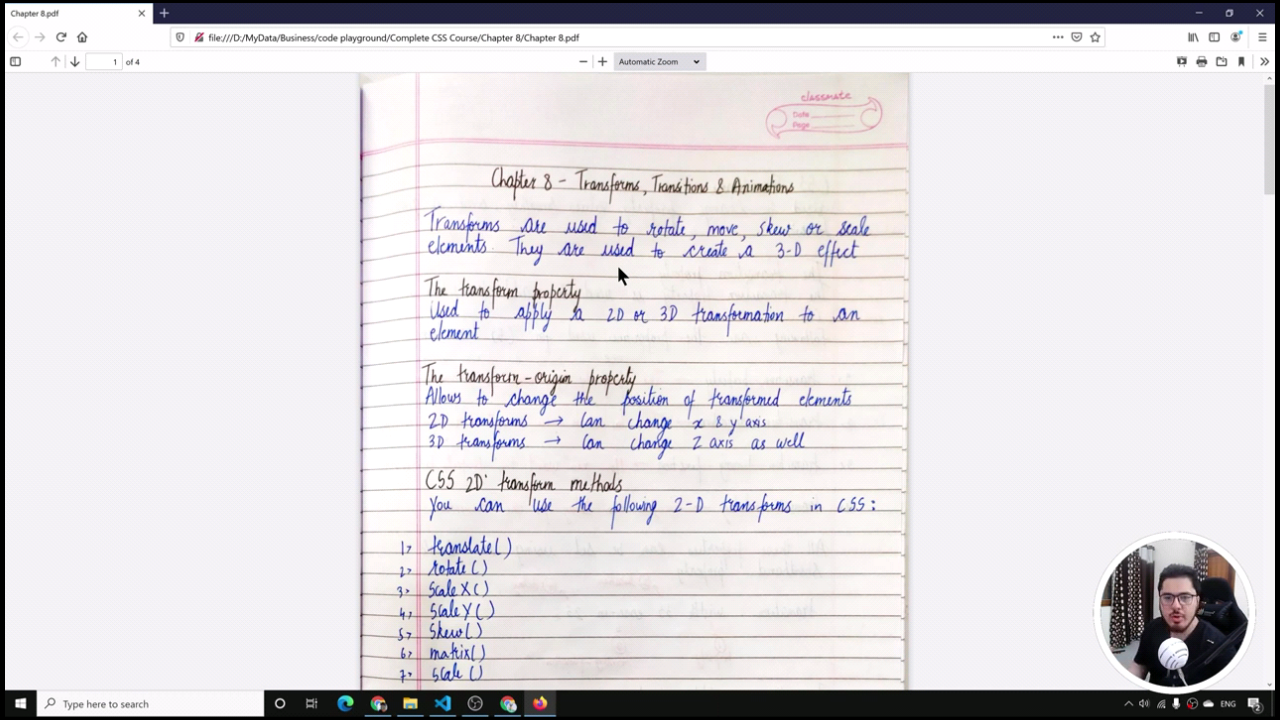 Chapter 8.pdf
file:///D:/MyData/Business/code playground/Complete CSS Course/Chapter 8/Chapter 8.pdf
1 of 4
Automatic Zoom
classmate
Date
Page
Chapter 8 - Transforms, Transitions & Animations
Transforms are used to rotate, move, skew or scale
elements. They are used to create a 3-D effect
The transform property
Used to apply a 2D or 3D transformation to an
element
The transform-origin property
Allows to change the position of transformed elements
2D transforms → Can change x & y axis
3D transforms → Can change Z axis as well
CSS 2D transform methods
You can use the following 2-D transforms in CSS:
1> translate()
2> rotate()
3> scaleX()
4> scaleY()
5> skew()
6> matrix()
7> scale()
Type here to search
ENG